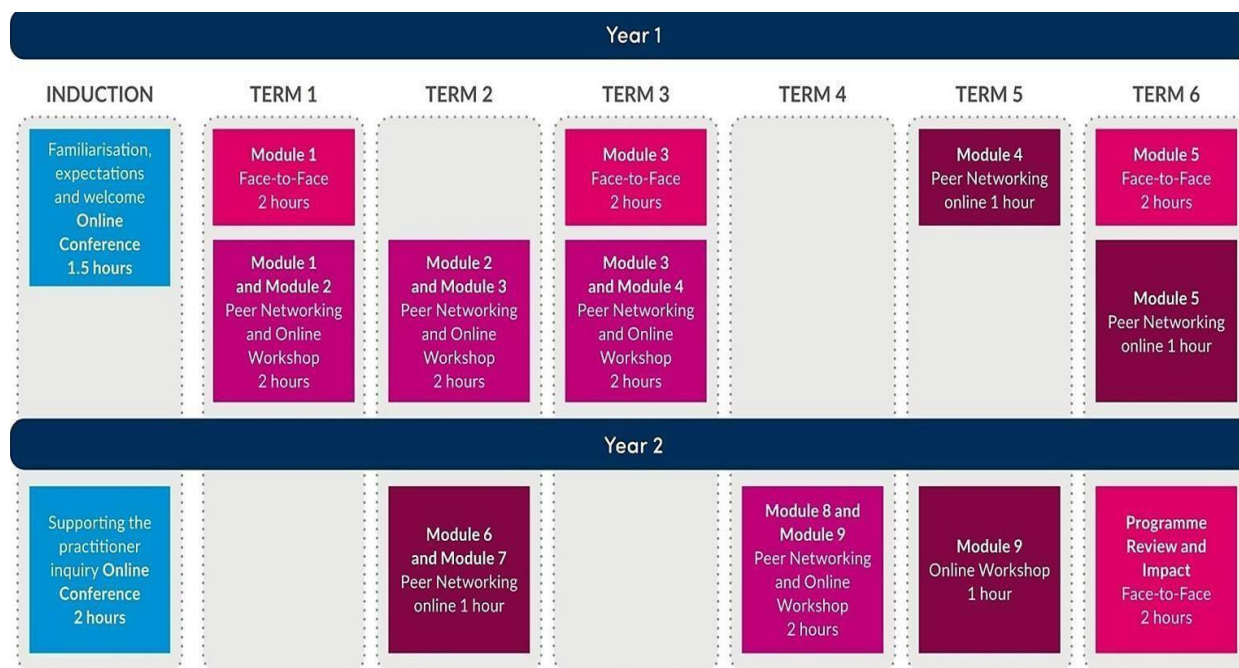 Year 1
INDUCTION
TERM 1
TERM 2
TERM 3
TERM 4
TERM 5
TERM 6
Familiarisation,
expectations
and welcome
Online
Conference
1.5 hours
Module 1
Face-to-Face
2 hours
Module 1
and Module 2
Peer Networking
and Online
Workshop
2 hours
Module 2
and Module 3
Peer Networking
and Online
Workshop
2 hours
Module 3
Face-to-Face
2 hours
Module 3
and Module 4
Peer Networking
and Online
Workshop
2 hours
Module 4
Peer Networking
online 1 hour
Module 5
Face-to-Face
2 hours
Module 5
Peer Networking
online 1 hour
Year 2
Supporting the
practitioner
inquiry Online
Conference
2 hours
Module 6
and Module 7
Peer Networking
online 1 hour
Module 8 and
Module 9
Peer Networking
and Online
Workshop
2 hours
Module 9
Online Workshop
1 hour
Programme
Review and
Impact
Face-to-Face
2 hours